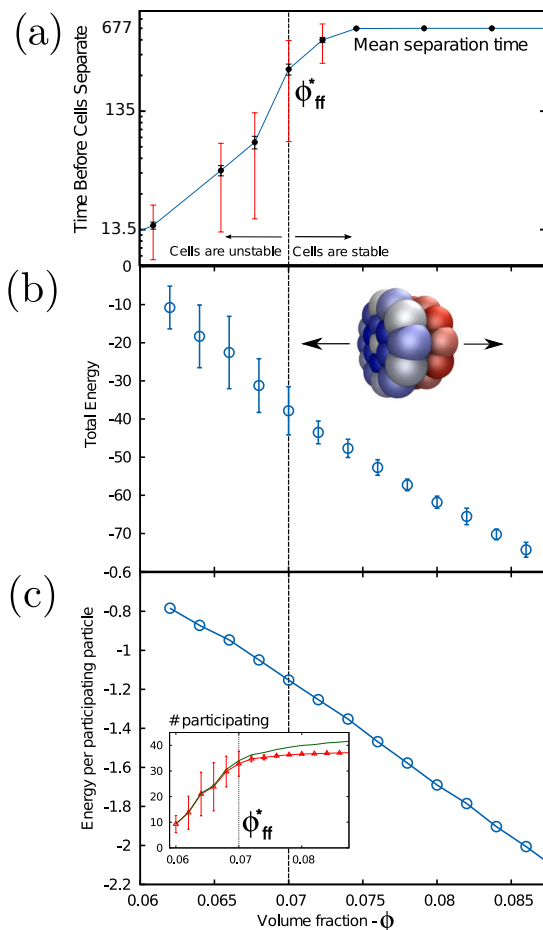 (a)
677
135
13.5
0
Time Before Cells Separate
Mean separation time
ϕ*ff
Cells are unstable
Cells are stable
(b)
-10
-20
-30
-40
-50
-60
-70
Total Energy
(c)
-0.6
-0.8
-1
-1.2
-1.4
-1.6
-1.8
-2
-2.2
Energy per participating particle
# participating
40
30
20
10
0
0.06 0.07 0.08
ϕ*ff
0.06 0.065 0.07 0.075 0.08 0.085
Volume fraction - ϕ